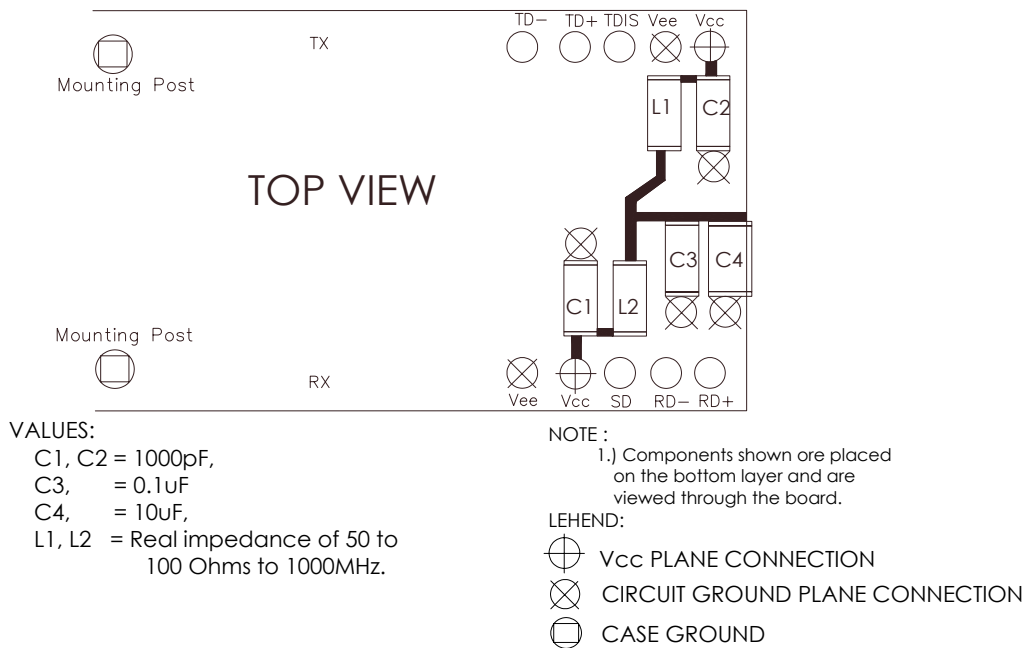 TD− TD+ TDIS Vee Vcc
TX
Mounting Post
L1 C2
TOP VIEW
C3 C4
C1 L2
Mounting Post
RX
Vee Vcc SD RD− RD+
VALUES:
C1, C2 = 1000pF,
C3, = 0.1uF
C4, = 10uF,
L1, L2 = Real impedance of 50 to
100 Ohms to 1000MHz.
NOTE :
1.) Components shown ore placed
on the bottom layer and are
viewed through the board.
LEHEND:
Vcc PLANE CONNECTION
CIRCUIT GROUND PLANE CONNECTION
CASE GROUND